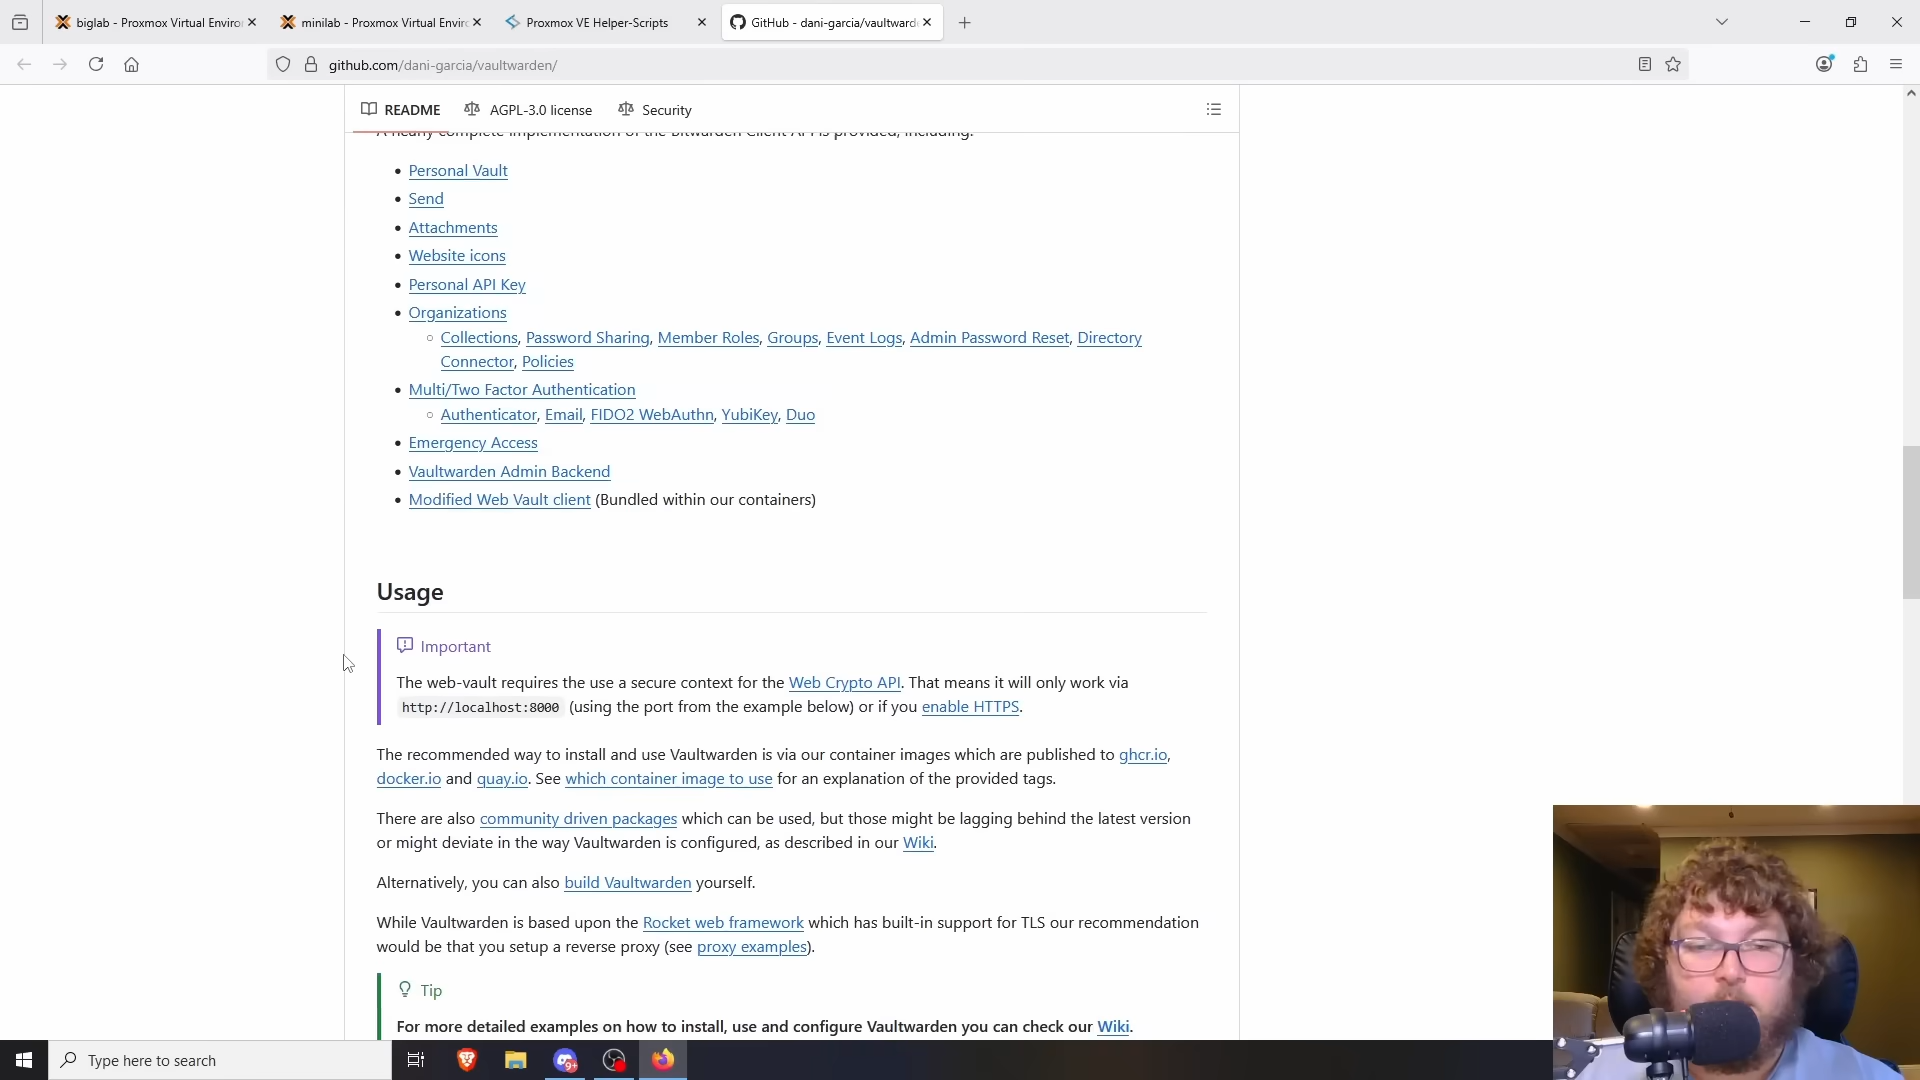 biglab - Proxmox Virtual Enviro
minilab - Proxmox Virtual Envir
Proxmox VE Helper-Scripts
GitHub - dani-garcia/vaultward
github.com/dani-garcia/vaultwarden/
README
AGPL-3.0 license
Security
A nearly complete implementation of the Bitwarden Client APIs provided, including:
Personal Vault
Send
Attachments
Website icons
Personal API Key
Organizations
Collections, Password Sharing, Member Roles, Groups, Event Logs, Admin Password Reset, Directory
Connector, Policies
Multi/Two Factor Authentication
Authenticator, Email, FIDO2 WebAuthn, YubiKey, Duo
Emergency Access
Vaultwarden Admin Backend
Modified Web Vault client (Bundled within our containers)
Usage
Important
The web-vault requires the use a secure context for the Web Crypto API. That means it will only work via
http://localhost:8000 (using the port from the example below) or if you enable HTTPS.
The recommended way to install and use Vaultwarden is via our container images which are published to ghcr.io,
docker.io and quay.io. See which container image to use for an explanation of the provided tags.
There are also community driven packages which can be used, but those might be lagging behind the latest version
or might deviate in the way Vaultwarden is configured, as described in our Wiki.
Alternatively, you can also build Vaultwarden yourself.
While Vaultwarden is based upon the Rocket web framework which has built-in support for TLS our recommendation
would be that you setup a reverse proxy (see proxy examples).
Tip
For more detailed examples on how to install, use and configure Vaultwarden you can check our Wiki.
Type here to search
9+